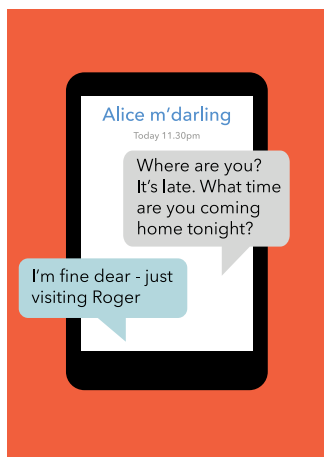 Alice m’darling
Today 11.30pm
Where are you?
It’s late. What time
are you coming
home tonight?
I’m fine dear - just
visiting Roger